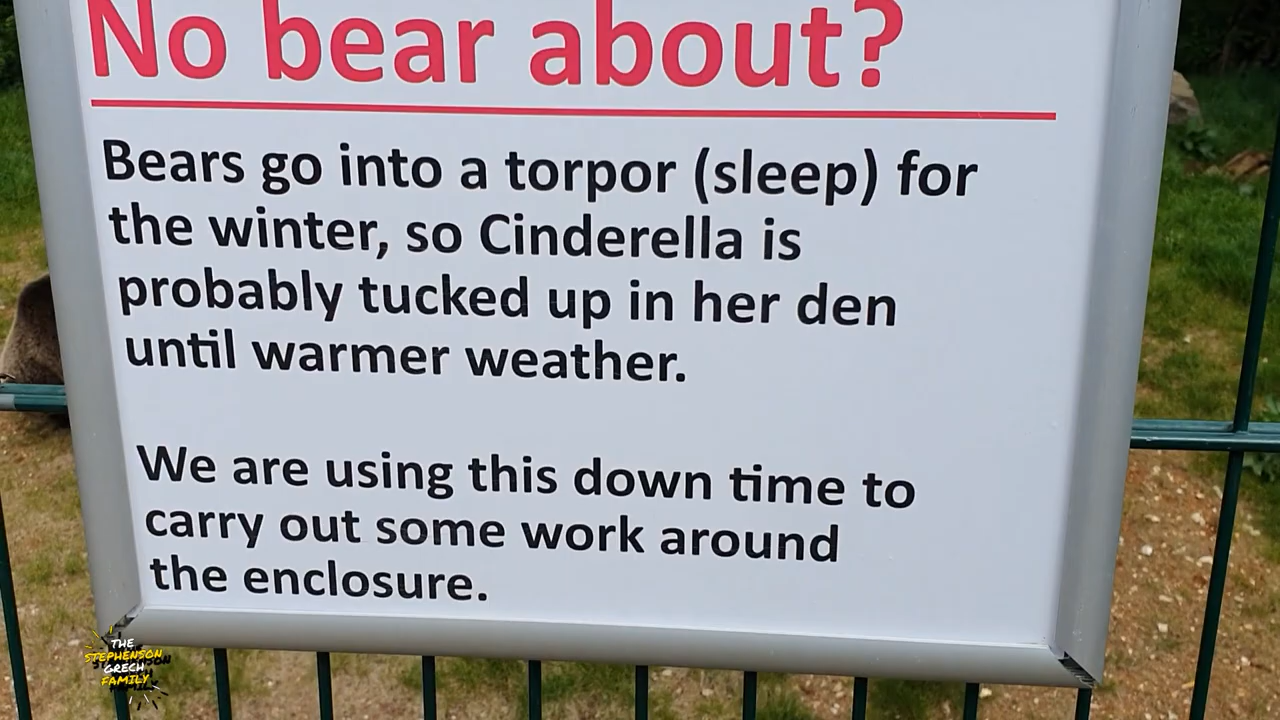 No bear about?
Bears go into a torpor (sleep) for
the winter, so Cinderella is
probably tucked up in her den
until warmer weather.
We are using this down time to
carry out some work around
the enclosure.
THE
STEPHENSON
GRECH
FAMILY